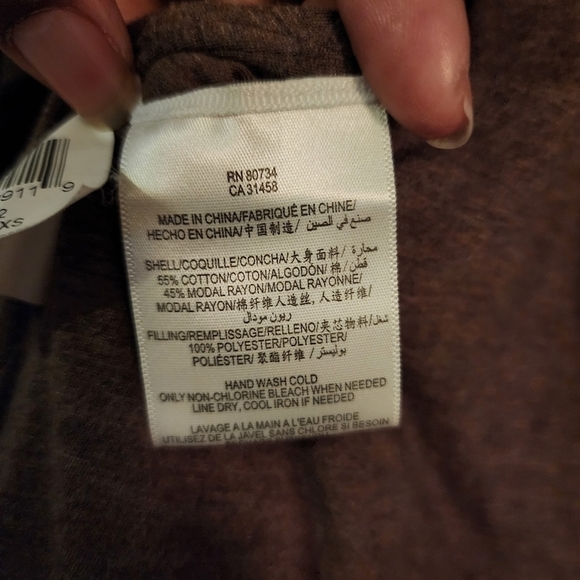 911 9
XS
RN 80734
CA 31458
MADE IN CHINA/FABRIQUÉ EN CHINE/
HECHO EN CHINA/中国制造/ صنع في الصين
SHELL/COQUILLE/CONCHA/大身面料/ محارة/
55% COTTON/COTON/ALGODÓN/ 棉/ قطن/
45% MODAL RAYON/MODAL RAYONNE/
MODAL RAYON/棉纤维人造丝, 人造纤维/
ريون مودال
FILLING/REMPLISSAGE/RELLENO/夹芯物料/ شغل/
100% POLYESTER/POLYESTER/
POLIÉSTER/ 聚酯纤维 / بوليستر/
HAND WASH COLD
ONLY NON-CHLORINE BLEACH WHEN NEEDED
LINE DRY, COOL IRON IF NEEDED
LAVAGE A LA MAIN A L'EAU FROIDE
UTILISEZ DE LA JAVEL SANS CHLORE SI BESOIN